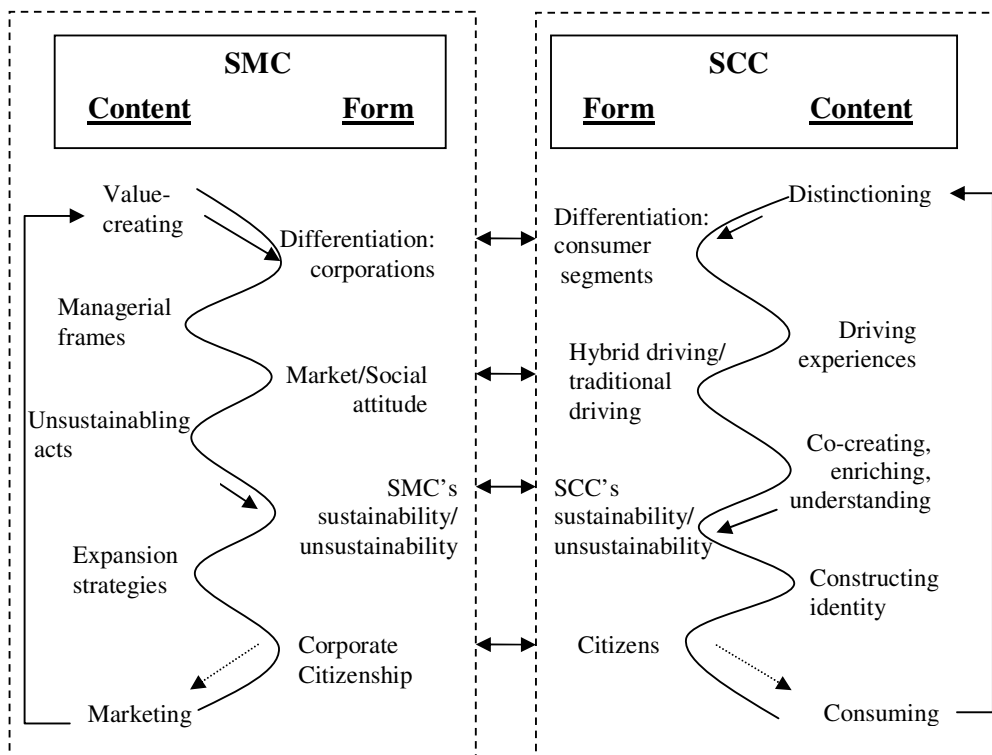 SMC
Content Form
Value-
creating
Differentiation:
corporations
Managerial
frames
Market/Social
attitude
Unsustainabling
acts
SMC's
sustainability/
unsustainability
Expansion
strategies
Corporate
Citizenship
Marketing
SCC
Form Content
Distinctioning
Differentiation:
consumer
segments
Driving
experiences
Hybrid driving/
traditional
driving
Co-creating,
enriching,
understanding
SCC's
sustainability/
unsustainability
Constructing
identity
Citizens
Consuming